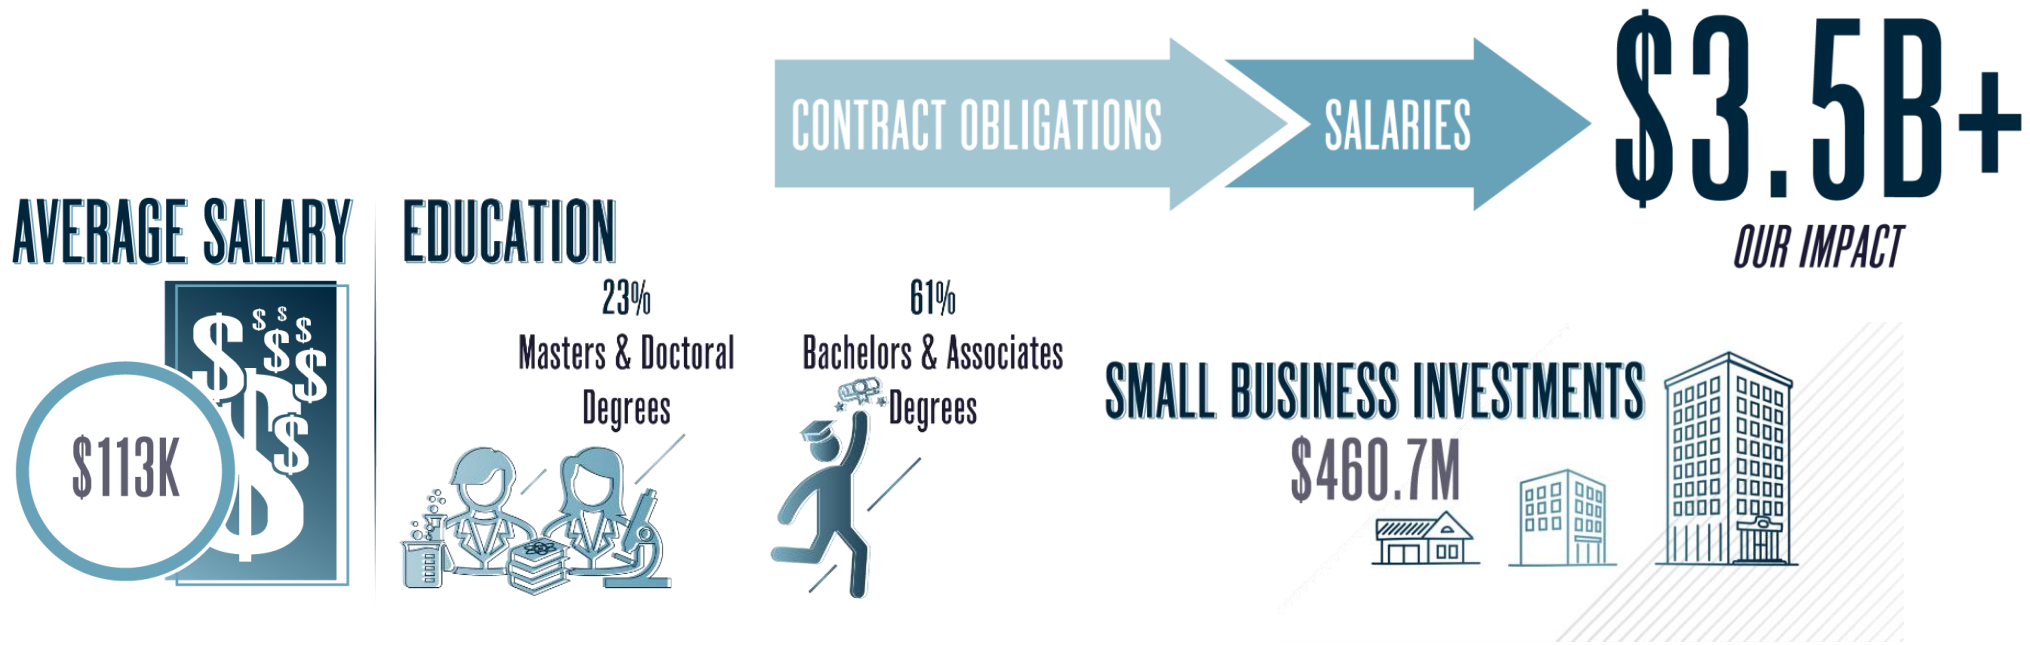 CONTRACT OBLIGATIONS
SALARIES
$3.5B+
OUR IMPACT
AVERAGE SALARY
$113K
EDUCATION
23%
Masters & Doctoral
Degrees
61%
Bachelors & Associates
Degrees
SMALL BUSINESS INVESTMENTS
$460.7M